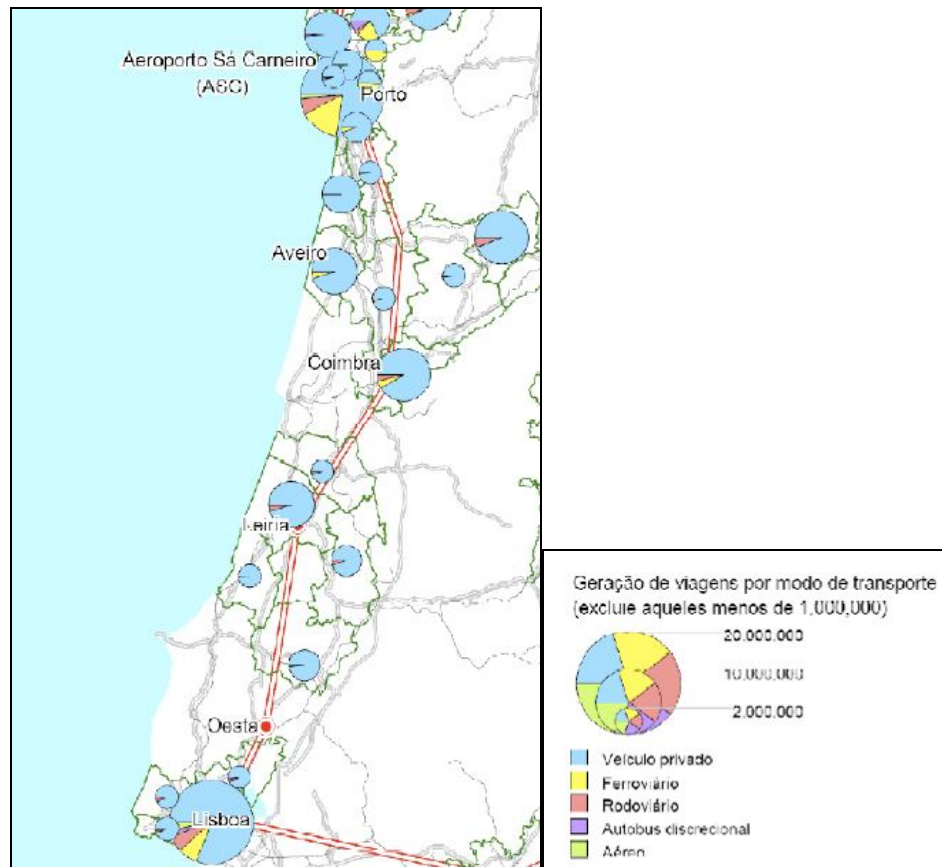 Aeroporto Sá Carneiro
(ASC)
Porto
Aveiro
Coimbra
Leiria
Oesta
Lisboa
Geração de viagens por modo de transporte
(excluie aqueles menos de 1,000,000)
20.000.000
10,000,000
2,000,000
Veículo privado
Ferroviário
Rodoviário
Autobus discrecional
Aéreo